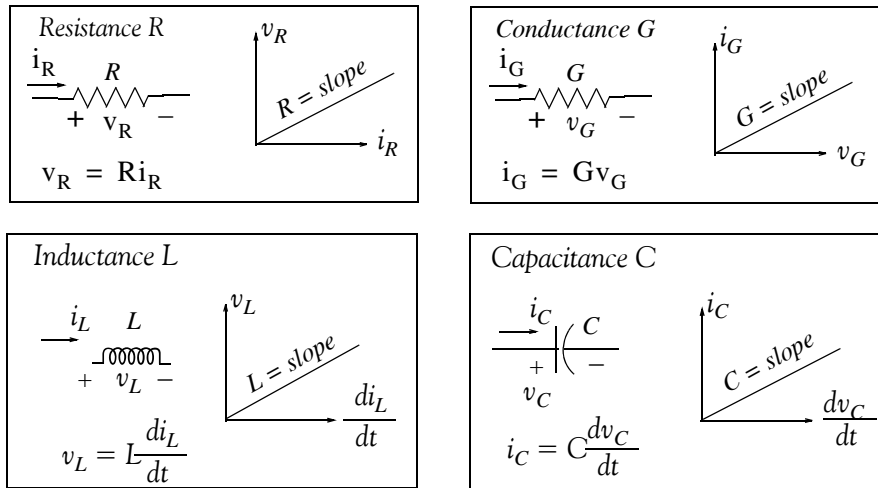 Resistance R
v_R
i_R
R
R = slope
+ v_R −
i_R
v_R = Ri_R
Conductance G
i_G
i_G
G
G = slope
+ v_G −
v_G
i_G = Gv_G
Inductance L
v_L
i_L
L
L = slope
+ v_L −
di_L
dt
v_L = L di_L/dt
Capacitance C
i_C
i_C
C
C = slope
+ −
v_C
dv_C
dt
i_C = C dv_C/dt